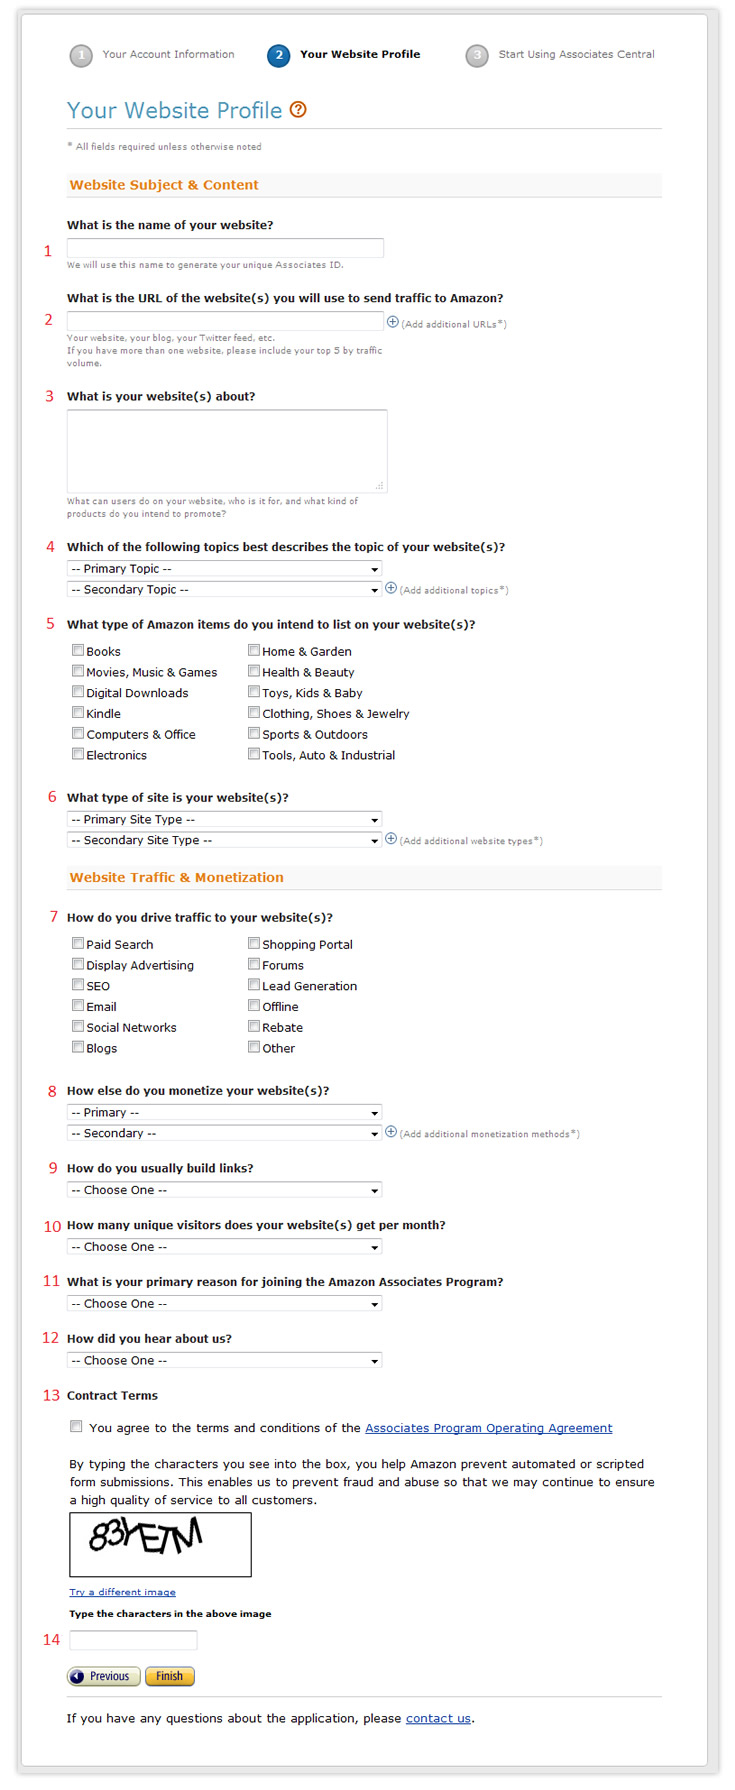 1 Your Account Information 2 Your Website Profile 3 Start Using Associates Central
Your Website Profile ?
* All fields required unless otherwise noted
Website Subject & Content
What is the name of your website?
1
We will use this name to generate your unique Associates ID.
What is the URL of the website(s) you will use to send traffic to Amazon?
2 (Add additional URLs*)
Your website, your blog, your Twitter feed, etc.
If you have more than one website, please include your top 5 by traffic
volume.
3 What is your website(s) about?
What can users do on your website, who is it for, and what kind of
products do you intend to promote?
4 Which of the following topics best describes the topic of your website(s)?
-- Primary Topic --
-- Secondary Topic -- (Add additional topics*)
5 What type of Amazon items do you intend to list on your website(s)?
Books Home & Garden
Movies, Music & Games Health & Beauty
Digital Downloads Toys, Kids & Baby
Kindle Clothing, Shoes & Jewelry
Computers & Office Sports & Outdoors
Electronics Tools, Auto & Industrial
6 What type of site is your website(s)?
-- Primary Site Type --
-- Secondary Site Type -- (Add additional website types*)
Website Traffic & Monetization
7 How do you drive traffic to your website(s)?
Paid Search Shopping Portal
Display Advertising Forums
SEO Lead Generation
Email Offline
Social Networks Rebate
Blogs Other
8 How else do you monetize your website(s)?
-- Primary --
-- Secondary -- (Add additional monetization methods*)
9 How do you usually build links?
-- Choose One --
10 How many unique visitors does your website(s) get per month?
-- Choose One --
11 What is your primary reason for joining the Amazon Associates Program?
-- Choose One --
12 How did you hear about us?
-- Choose One --
13 Contract Terms
You agree to the terms and conditions of the Associates Program Operating Agreement
By typing the characters you see into the box, you help Amazon prevent automated or scripted
form submissions. This enables us to prevent fraud and abuse so that we may continue to ensure
a high quality of service to all customers.
83YETM
Try a different image
Type the characters in the above image
14
Previous Finish
If you have any questions about the application, please contact us.